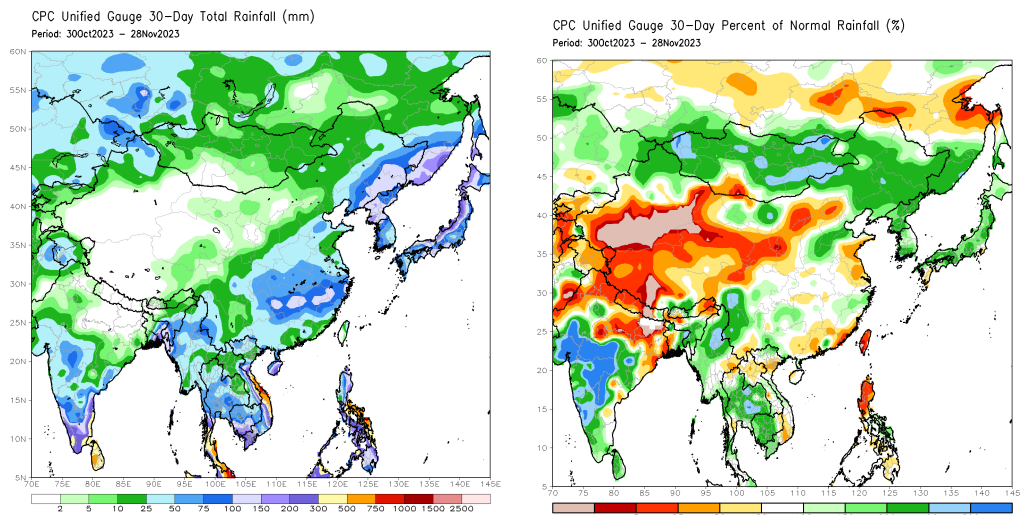 CPC Unified Gauge 30-Day Total Rainfall (mm)
Period: 30Oct2023 - 28Nov2023
60N
55N
50N
45N
40N
35N
30N
25N
20N
15N
10N
5N
70E 75E 80E 85E 90E 95E 100E 105E 110E 115E 120E 125E 130E 135E 140E 145E
2 5 10 25 50 75 100 150 200 300 500 750 1000 1500 2500
CPC Unified Gauge 30-Day Percent of Normal Rainfall (%)
Period: 30Oct2023 - 28Nov2023
60
55
50
45
40
35
30
25
20
15
10
5
70 75 80 85 90 95 100 105 110 115 120 125 130 135 140 145